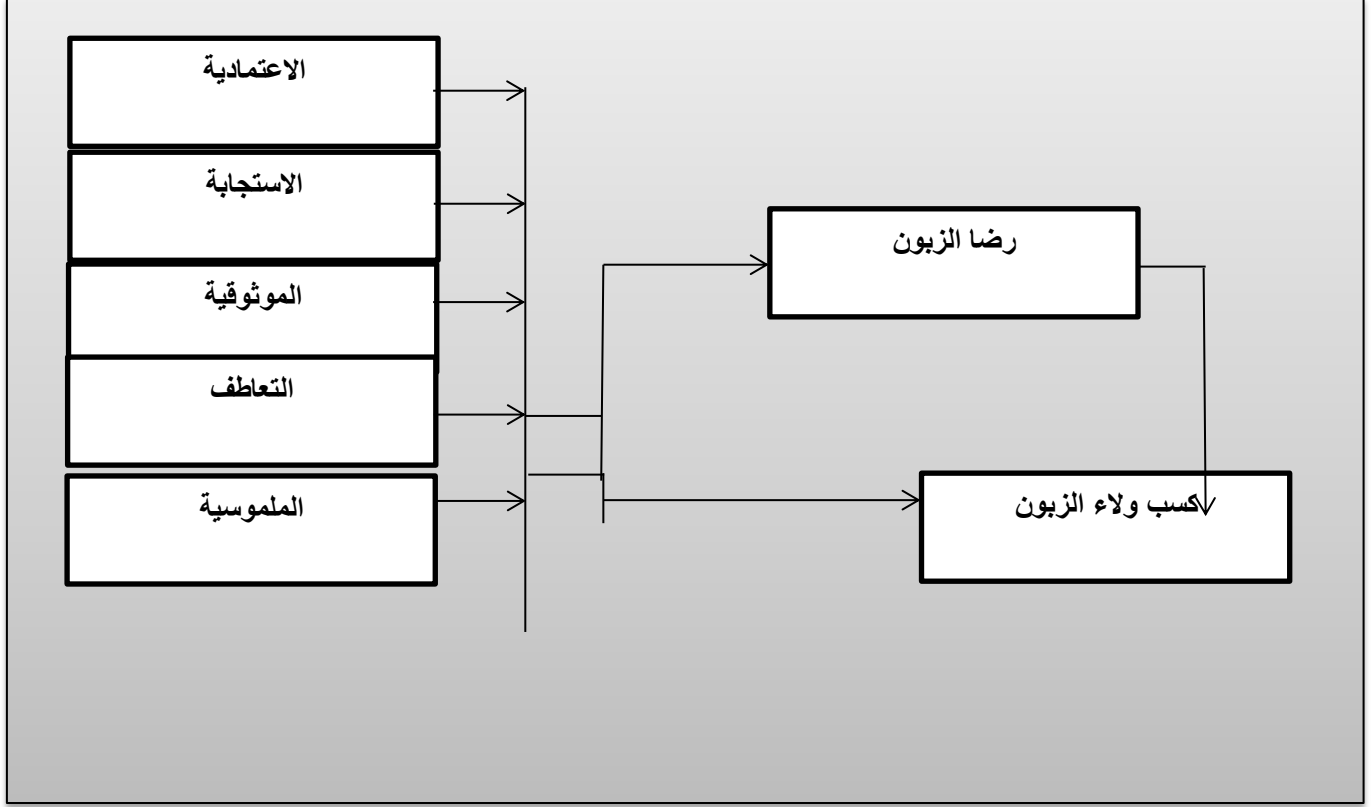 الاعتمادية
الاستجابة
الموثوقية
التعاطف
الملموسية
رضا الزبون
كسب ولاء الزبون